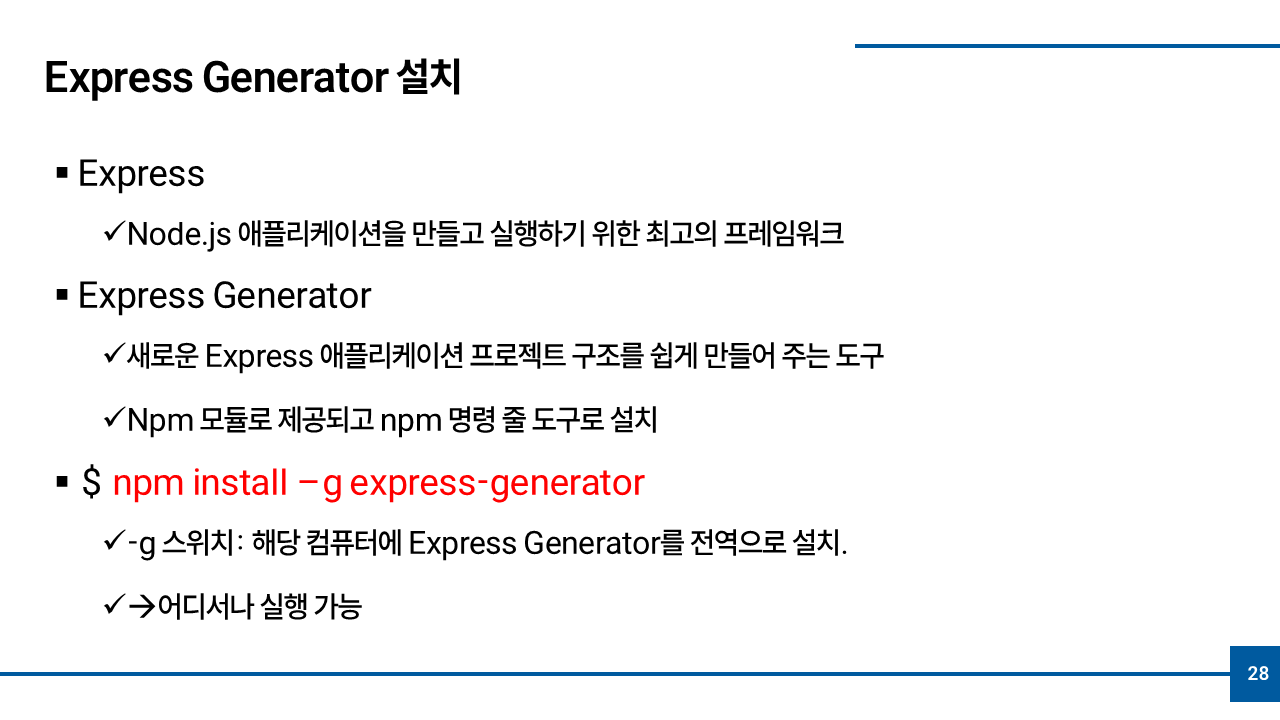 Express Generator 설치
▪ Express
✓Node.js 애플리케이션을 만들고 실행하기 위한 최고의 프레임워크
▪ Express Generator
✓새로운 Express 애플리케이션 프로젝트 구조를 쉽게 만들어 주는 도구
✓Npm 모듈로 제공되고 npm 명령 줄 도구로 설치
▪ $ npm install –g express-generator
✓-g 스위치: 해당 컴퓨터에 Express Generator를 전역으로 설치.
✓→어디서나 실행 가능
28